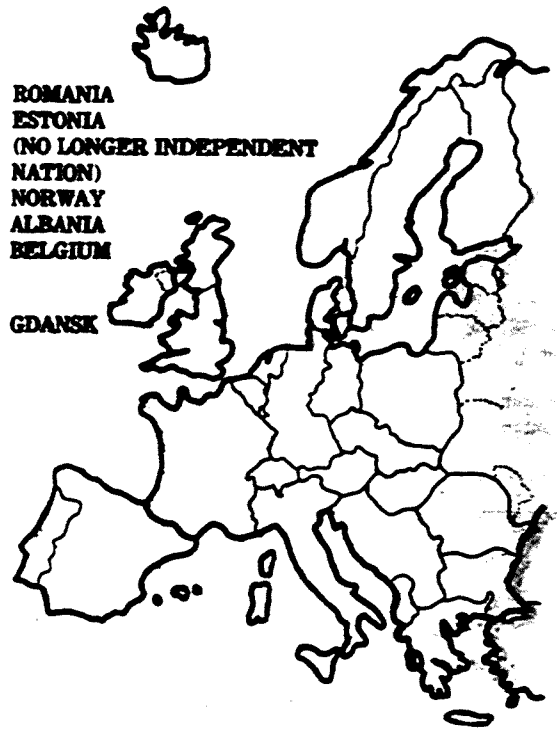 ROMANIA
ESTONIA
(NO LONGER INDEPENDENT
NATION)
NORWAY
ALBANIA
BELGIUM
GDANSK